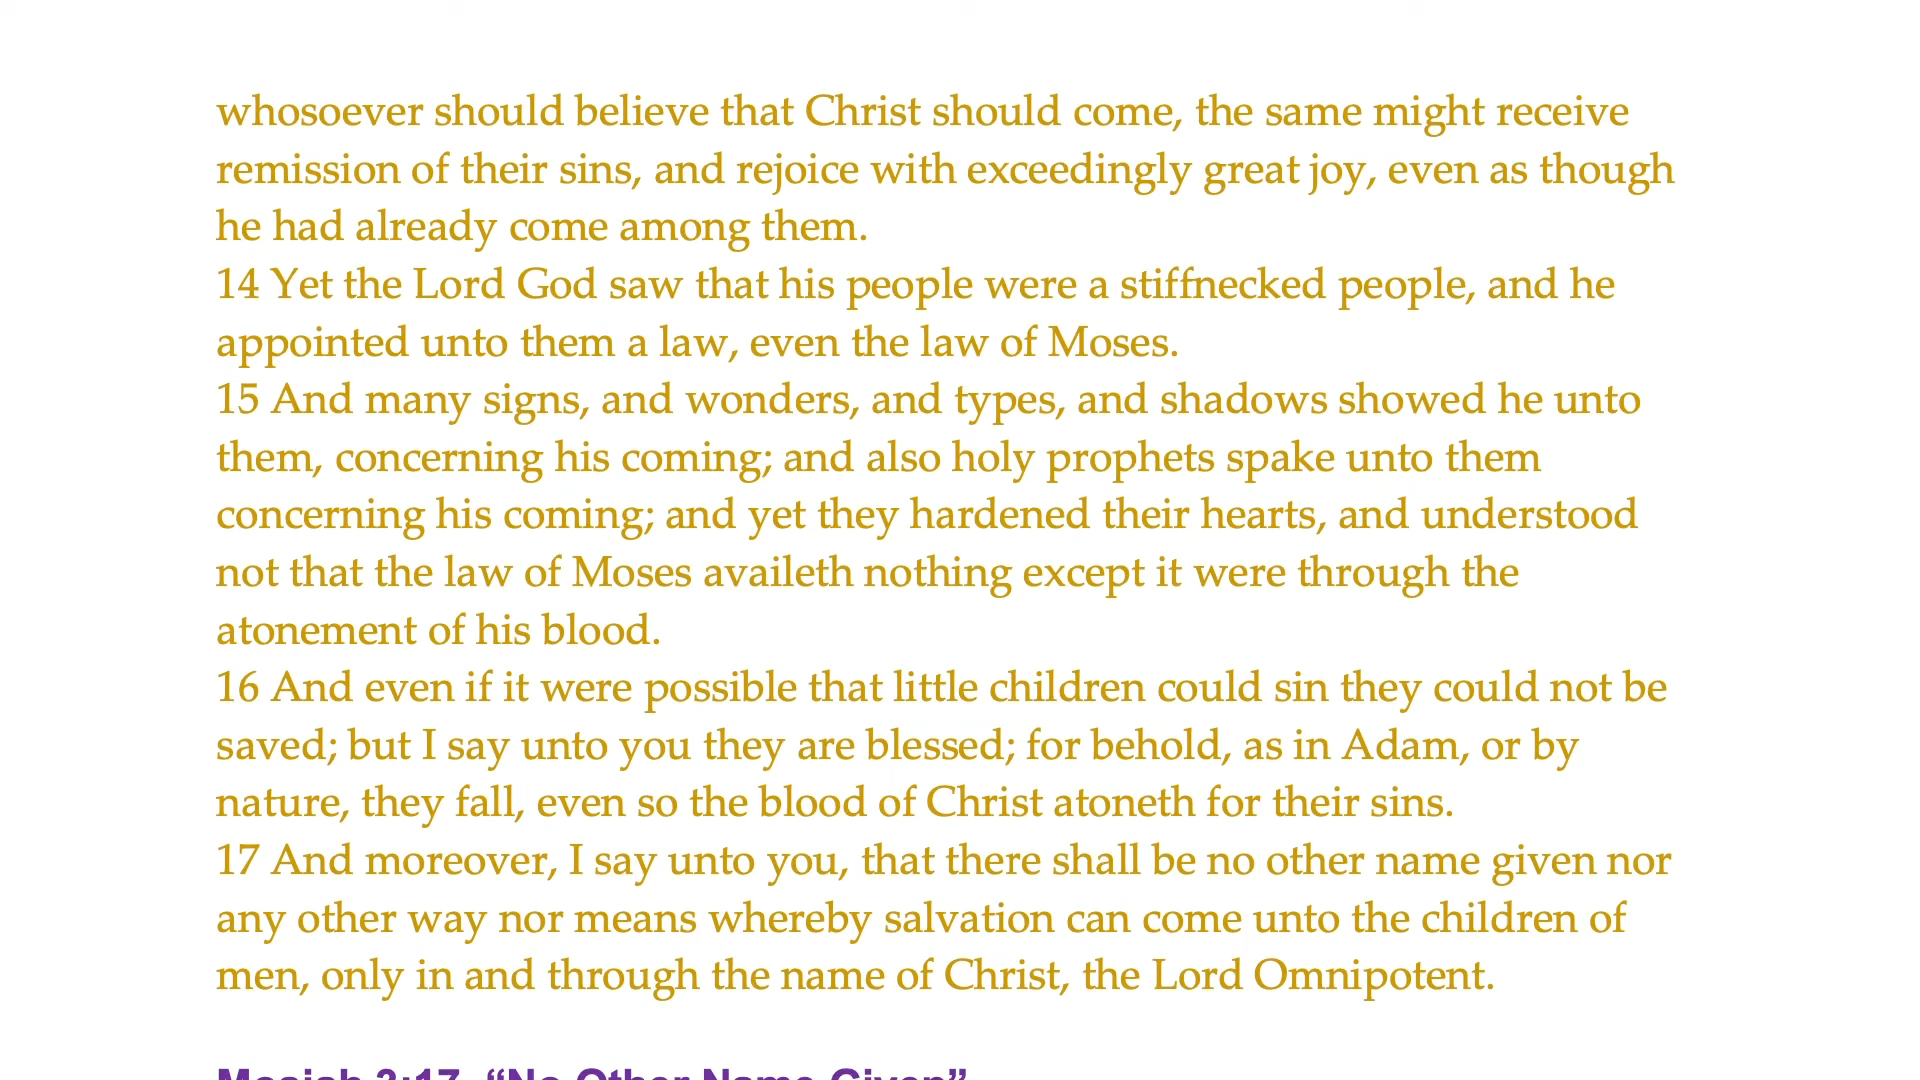 whosoever should believe that Christ should come, the same might receive
remission of their sins, and rejoice with exceedingly great joy, even as though
he had already come among them.
14 Yet the Lord God saw that his people were a stiffnecked people, and he
appointed unto them a law, even the law of Moses.
15 And many signs, and wonders, and types, and shadows showed he unto
them, concerning his coming; and also holy prophets spake unto them
concerning his coming; and yet they hardened their hearts, and understood
not that the law of Moses availeth nothing except it were through the
atonement of his blood.
16 And even if it were possible that little children could sin they could not be
saved; but I say unto you they are blessed; for behold, as in Adam, or by
nature, they fall, even so the blood of Christ atoneth for their sins.
17 And moreover, I say unto you, that there shall be no other name given nor
any other way nor means whereby salvation can come unto the children of
men, only in and through the name of Christ, the Lord Omnipotent.
Mosiah 3:17, “No Other Name Given”